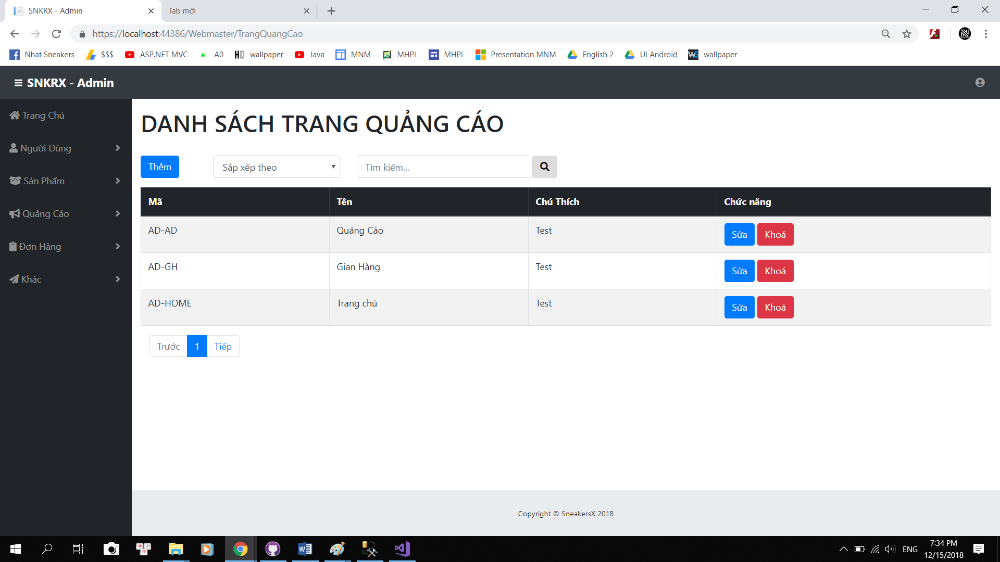 SNKRX - Admin
Tab mới
https://localhost:44386/Webmaster/TrangQuangCao
Nhạt Sneakers
$$$
ASP.NET MVC
A0
HD wallpaper
Java
MNM
MHPL
MHPL
Presentation MNM
English 2
UI Android
wallpaper
SNKRX - Admin
Trang Chủ
Người Dùng
Sản Phẩm
Quảng Cáo
Đơn Hàng
Khác
DANH SÁCH TRANG QUẢNG CÁO
Thêm
Sắp xếp theo
Tìm kiếm...
Mã Tên Chú Thích Chức năng
AD-AD Quảng Cáo Test Sửa Khoá
AD-GH Gian Hàng Test Sửa Khoá
AD-HOME Trang chủ Test Sửa Khoá
Trước 1 Tiếp
Copyright © SneakersX 2018
ENG
7:34 PM
12/15/2018